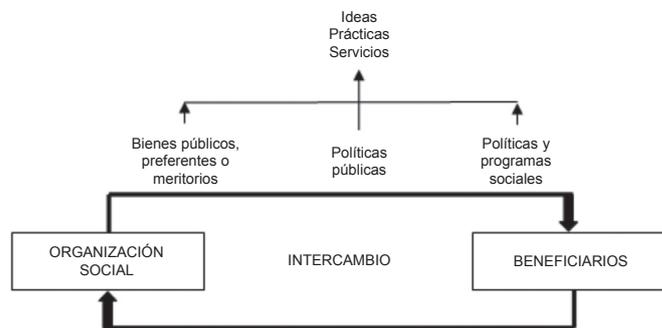 Ideas
Prácticas
Servicios
Bienes públicos,
preferentes o
meritorios
Políticas
públicas
Políticas y
programas
sociales
ORGANIZACIÓN
SOCIAL
INTERCAMBIO
BENEFICIARIOS